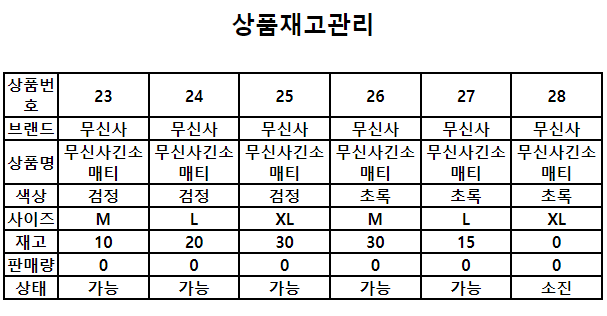 상품재고관리
상품번호 23 24 25 26 27 28
브랜드 무신사 무신사 무신사 무신사 무신사 무신사
상품명 무신사긴소매티 무신사긴소매티 무신사긴소매티 무신사긴소매티 무신사긴소매티 무신사긴소매티
색상 검정 검정 검정 초록 초록 초록
사이즈 M L XL M L XL
재고 10 20 30 30 15 0
판매량 0 0 0 0 0 0
상태 가능 가능 가능 가능 가능 소진